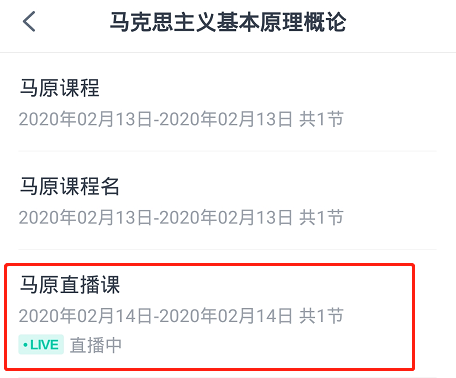 马克思主义基本原理概论
马原课程
2020年02月13日-2020年02月13日 共1节
马原课程名
2020年02月13日-2020年02月13日 共1节
马原直播课
2020年02月14日-2020年02月14日 共1节
• LIVE 直播中